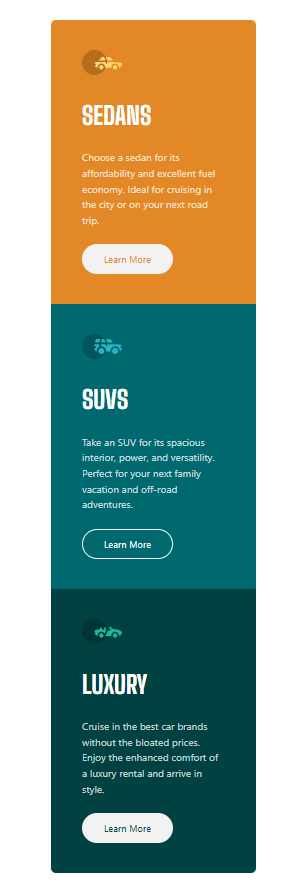 SEDANS
Choose a sedan for its
affordability and excellent fuel
economy. Ideal for cruising in
the city or on your next road
trip.
Learn More
SUVS
Take an SUV for its spacious
interior, power, and versatility.
Perfect for your next family
vacation and off-road
adventures.
Learn More
LUXURY
Cruise in the best car brands
without the bloated prices.
Enjoy the enhanced comfort of
a luxury rental and arrive in
style.
Learn More